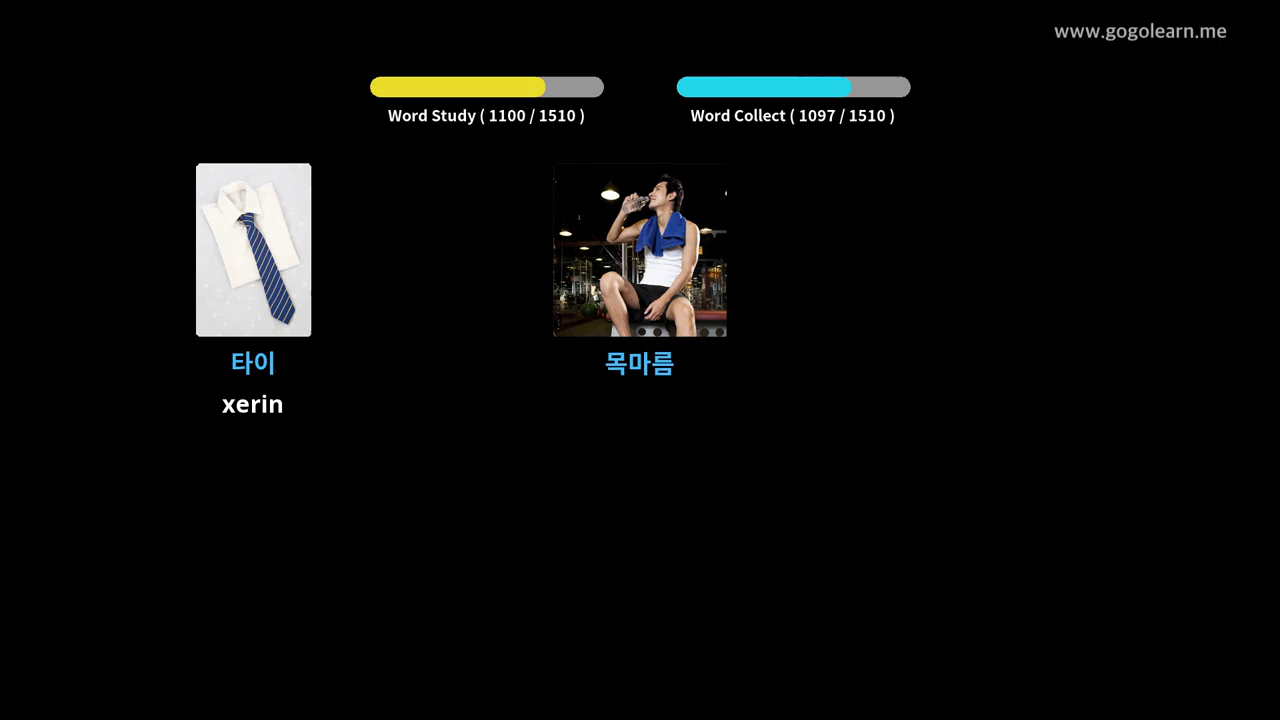 www.gogolearn.me
Word Study ( 1100 / 1510 )
Word Collect ( 1097 / 1510 )
타이
목마름
xerin